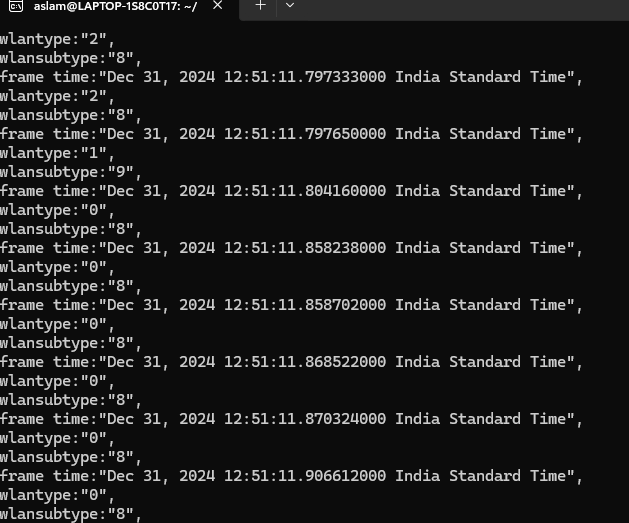 aslam@LAPTOP-1S8C0T17: ~/
wlantype:"2",
wlansubtype:"8",
frame time:"Dec 31, 2024 12:51:11.797333000 India Standard Time",
wlantype:"2",
wlansubtype:"8",
frame time:"Dec 31, 2024 12:51:11.797650000 India Standard Time",
wlantype:"1",
wlansubtype:"9",
frame time:"Dec 31, 2024 12:51:11.804160000 India Standard Time",
wlantype:"0",
wlansubtype:"8",
frame time:"Dec 31, 2024 12:51:11.858238000 India Standard Time",
wlantype:"0",
wlansubtype:"8",
frame time:"Dec 31, 2024 12:51:11.858702000 India Standard Time",
wlantype:"0",
wlansubtype:"8",
frame time:"Dec 31, 2024 12:51:11.868522000 India Standard Time",
wlantype:"0",
wlansubtype:"8",
frame time:"Dec 31, 2024 12:51:11.870324000 India Standard Time",
wlantype:"0",
wlansubtype:"8",
frame time:"Dec 31, 2024 12:51:11.906612000 India Standard Time",
wlantype:"0",
wlansubtype:"8",